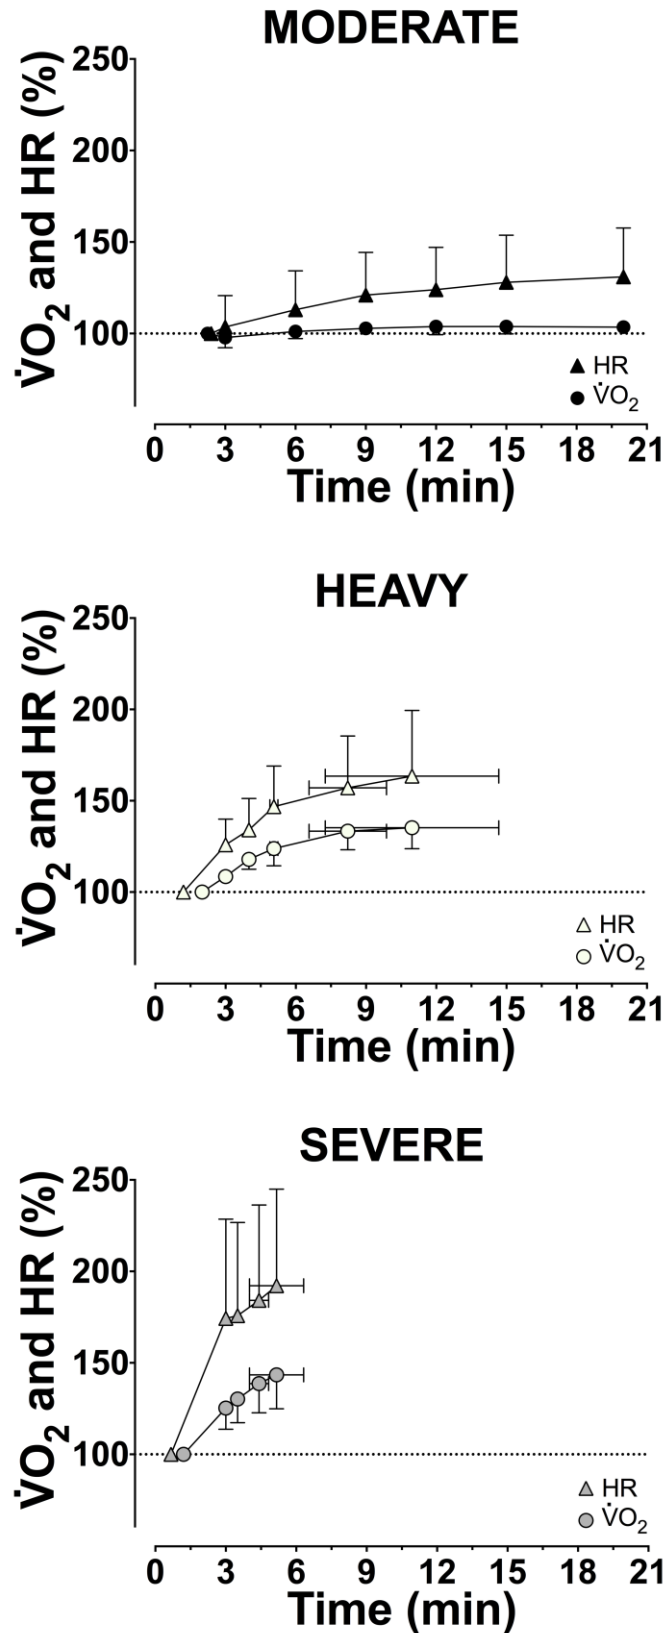 MODERATE
V̇O2 and HR (%)
250
200
150
100
HR
V̇O2
0 3 6 9 12 15 18 21
Time (min)
HEAVY
V̇O2 and HR (%)
250
200
150
100
HR
V̇O2
0 3 6 9 12 15 18 21
Time (min)
SEVERE
V̇O2 and HR (%)
250
200
150
100
HR
V̇O2
0 3 6 9 12 15 18 21
Time (min)